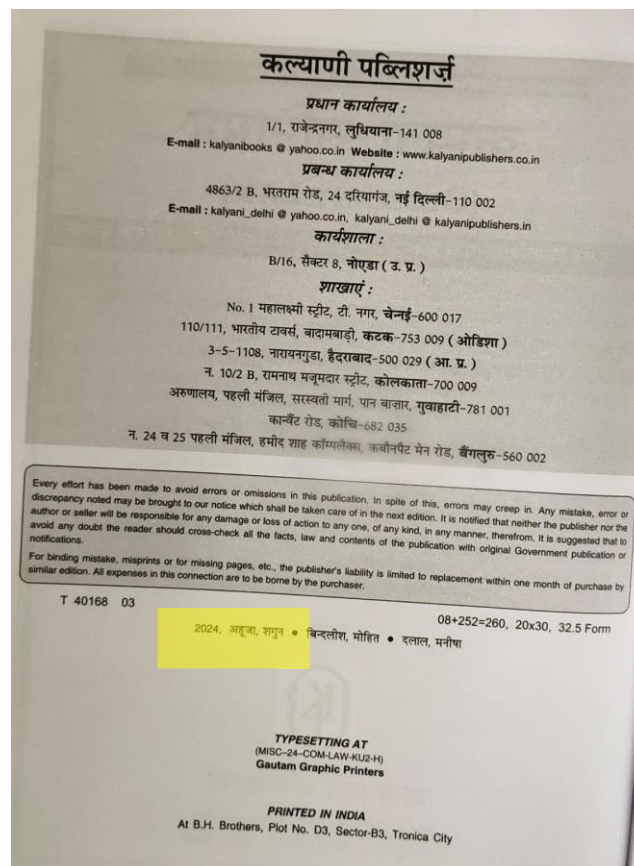 कल्याणी पब्लिशर्ज़
प्रधान कार्यालय :
1/1, राजेन्द्रनगर, लुधियाना-141 008
E-mail : kalyanibooks @ yahoo.co.in Website : www.kalyanipublishers.co.in
प्रबन्ध कार्यालय :
4863/2 B, भरतराम रोड, 24 दरियागंज, नई दिल्ली-110 002
E-mail : kalyani_delhi @ yahoo.co.in, kalyani_delhi @ kalyanipublishers.in
कार्यशाला :
B/16, सैक्टर 8, नोएडा ( उ. प्र. )
शाखाएं :
No. 1 महालक्ष्मी स्ट्रीट, टी. नगर, चेन्नई-600 017
110/111, भारतीय टावर्स, बादामबाड़ी, कटक-753 009 ( ओडिशा )
3-5-1108, नारायनगुडा, हैदराबाद-500 029 ( आ. प्र. )
न. 10/2 B, रामनाथ मजूमदार स्ट्रीट, कोलकाता-700 009
अरुणालय, पहली मंजिल, सरस्वती मार्ग, पान बाज़ार, गुवाहाटी-781 001
कान्वैंट रोड, कोचि-682 035
न. 24 व 25 पहली मंजिल, हमीद शाह कॉम्पलैक्स, कवौनपैट मेन रोड, बैंगलुरु-560 002
Every effort has been made to avoid errors or omissions in this publication. In spite of this, errors may creep in. Any mistake, error or
discrepancy noted may be brought to our notice which shall be taken care of in the next edition. It is notified that neither the publisher nor the
author or seller will be responsible for any damage or loss of action to any one, of any kind, in any manner, therefrom. It is suggested that to
avoid any doubt the reader should cross-check all the facts, law and contents of the publication with original Government publication or
notifications.
For binding mistake, misprints or for missing pages, etc., the publisher's liability is limited to replacement within one month of purchase by
similar edition. All expenses in this connection are to be borne by the purchaser.
T 40168 03
08+252=260, 20x30, 32.5 Form
2024, अहूजा, शगुन ● बिन्दलीश, मोहित ● दलाल, मनीषा
TYPESETTING AT
(MISC-24-COM-LAW-KU2-H)
Gautam Graphic Printers
PRINTED IN INDIA
At B.H. Brothers, Plot No. D3, Sector-B3, Tronica City